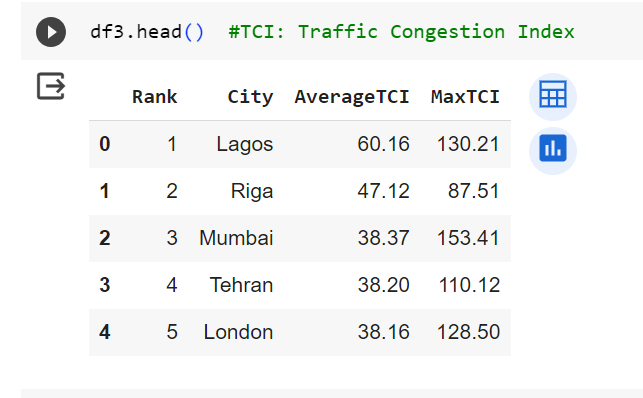 df3.head()  #TCI: Traffic Congestion Index
Rank City AverageTCI MaxTCI
0 1 Lagos 60.16 130.21
1 2 Riga 47.12 87.51
2 3 Mumbai 38.37 153.41
3 4 Tehran 38.20 110.12
4 5 London 38.16 128.50